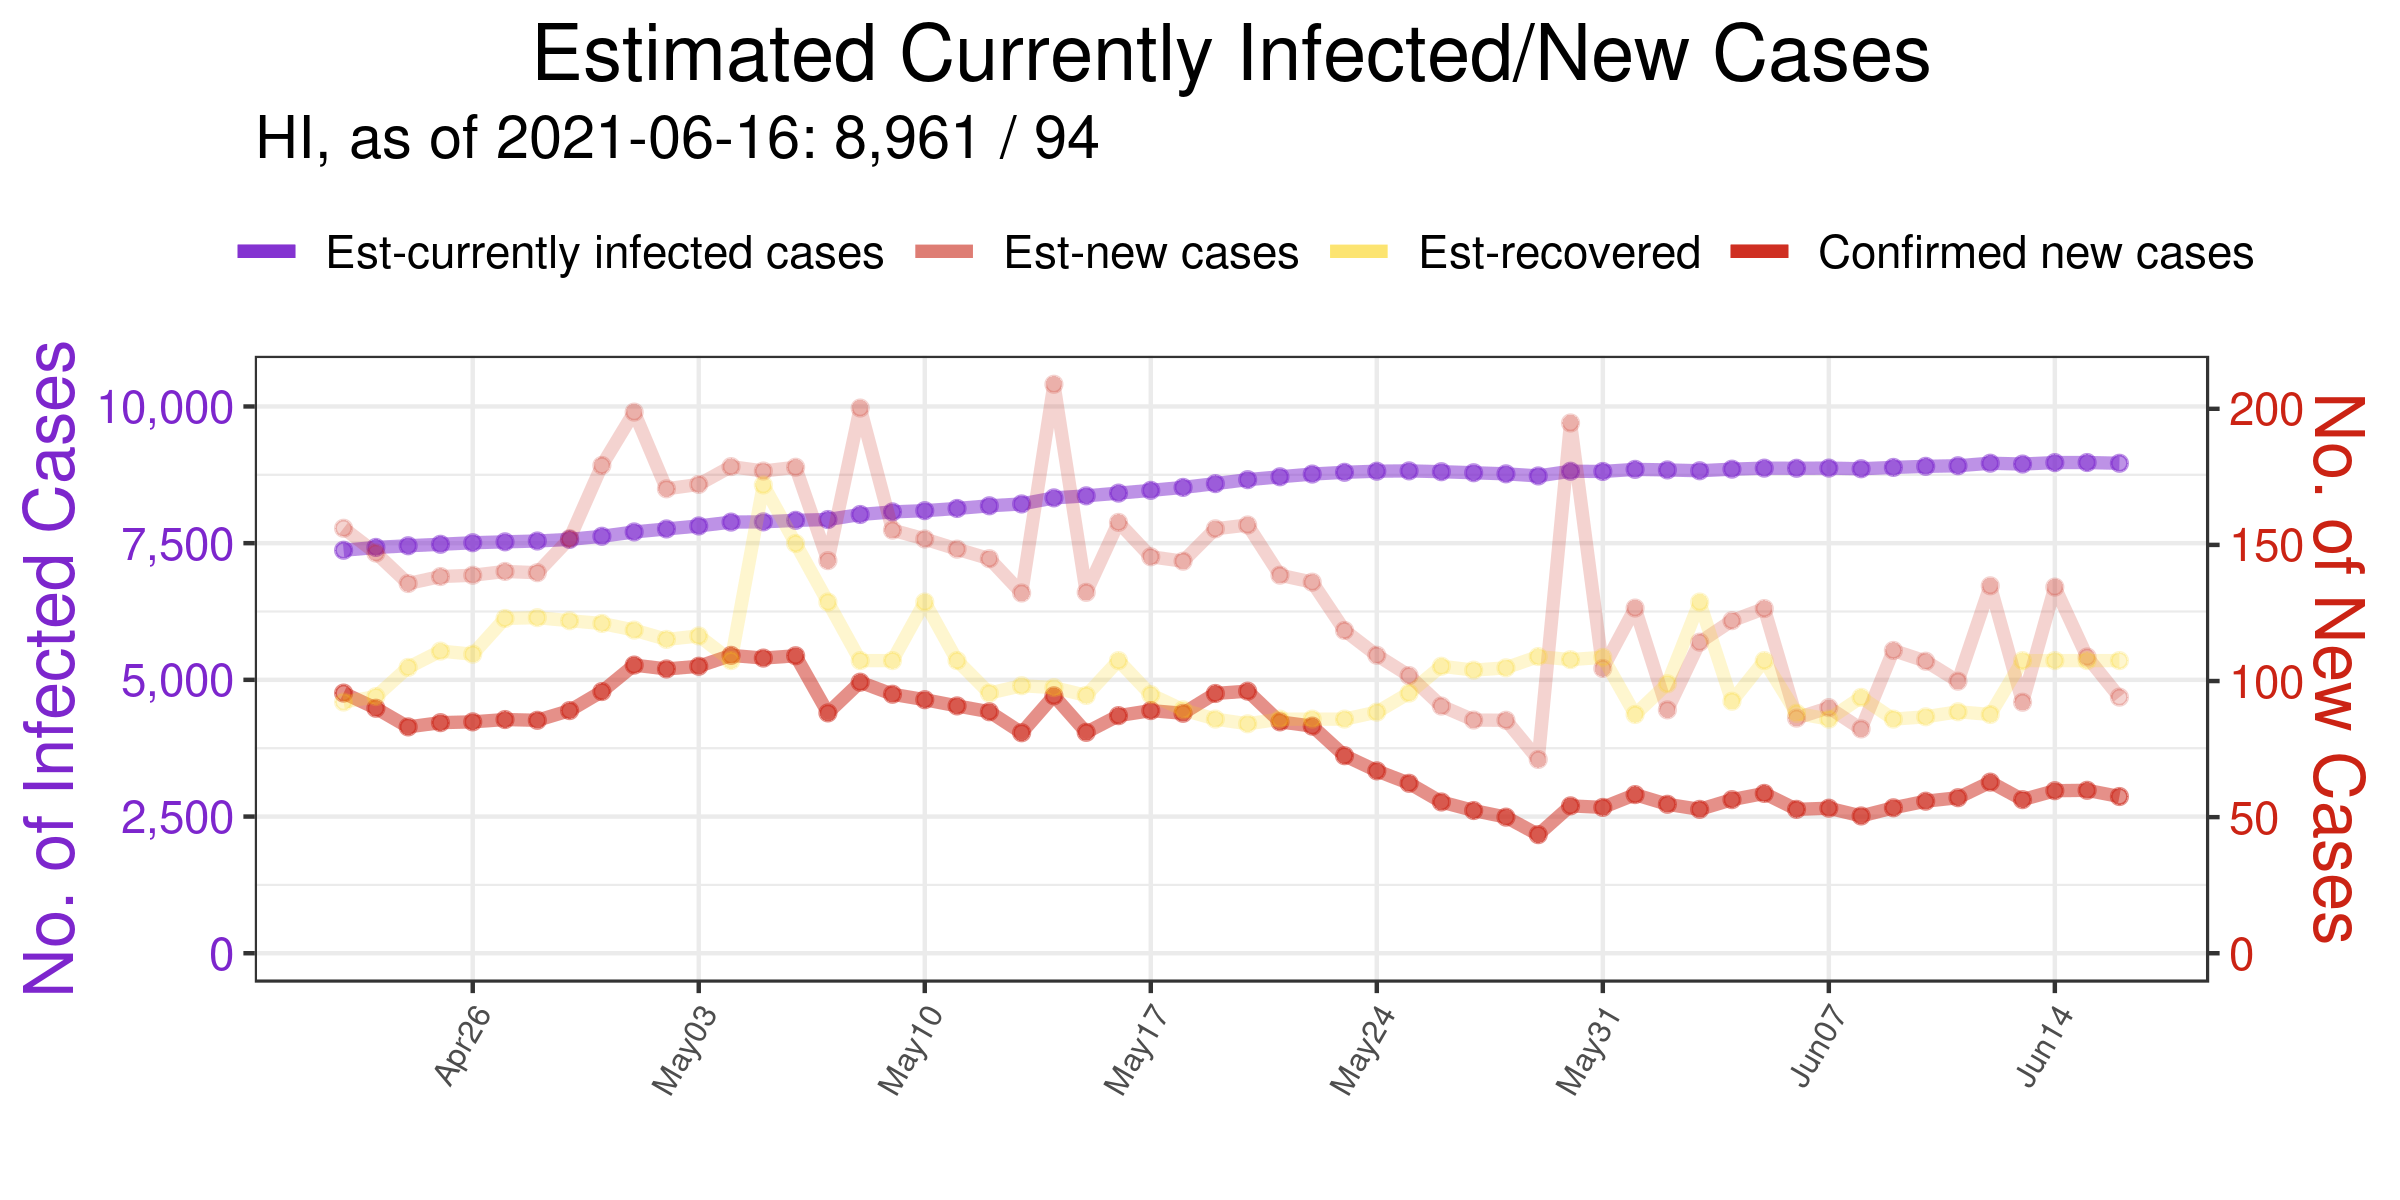 Estimated Currently Infected/New Cases
HI, as of 2021-06-16: 8,961 / 94
Est-currently infected cases Est-new cases Est-recovered Confirmed new cases
No. of Infected Cases
10,000
7,500
5,000
2,500
0
200
150
100
50
0
No. of New Cases
Apr26 May03 May10 May17 May24 May31 Jun07 Jun14